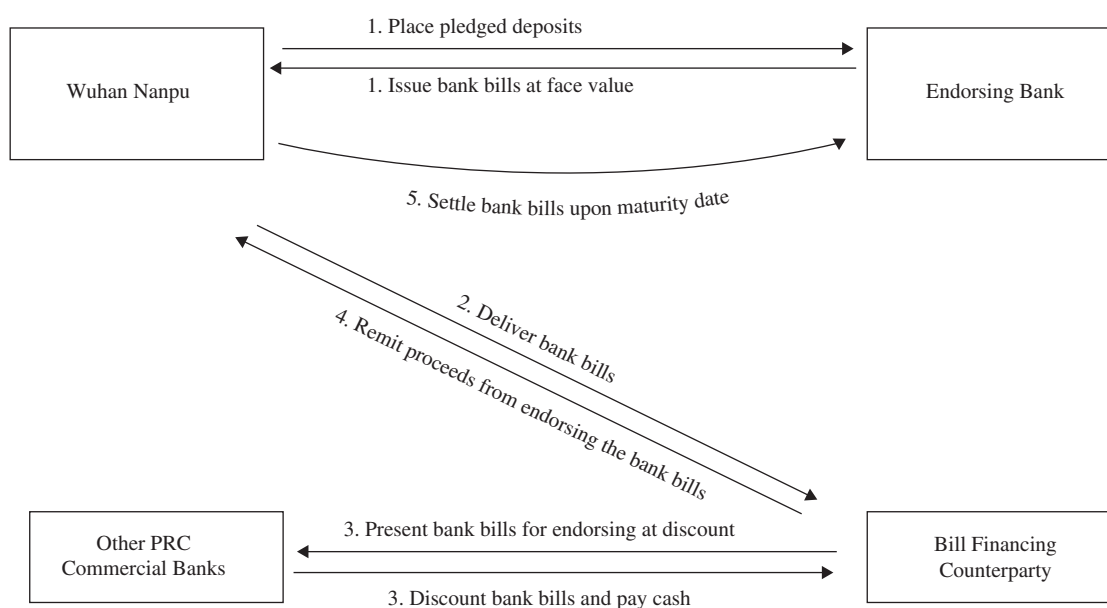 1. Place pledged deposits
Wuhan Nanpu
1. Issue bank bills at face value
Endorsing Bank
5. Settle bank bills upon maturity date
2. Deliver bank bills
4. Remit proceeds from endorsing the bank bills
Other PRC
Commercial Banks
3. Present bank bills for endorsing at discount
3. Discount bank bills and pay cash
Bill Financing
Counterparty